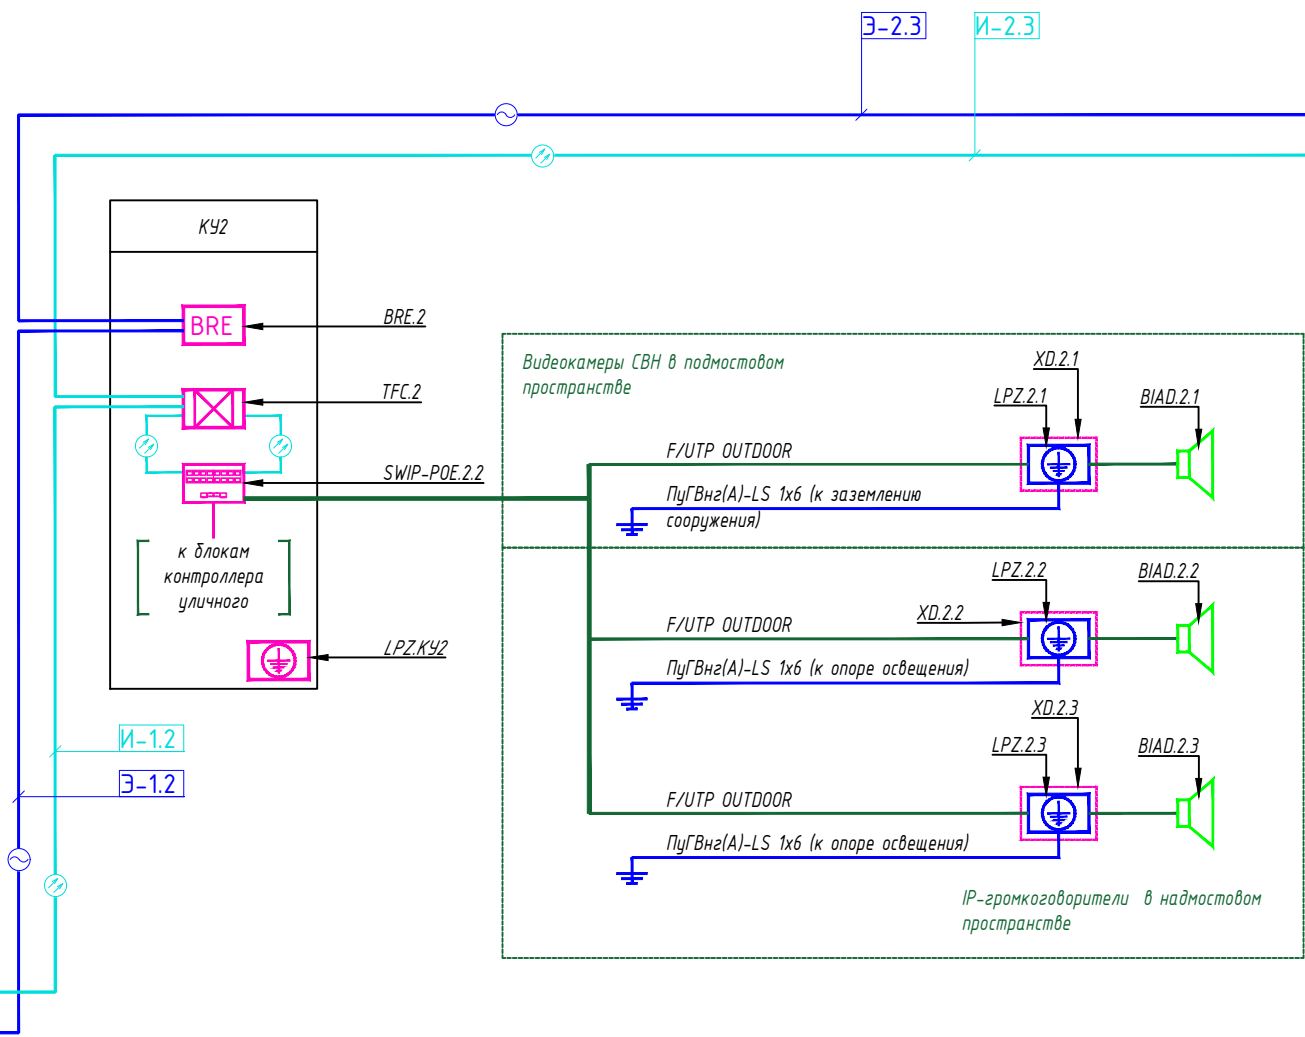 Э-2.3
И-2.3
КУ2
BRE
BRE.2
TFC.2
SWIP-POE.2.2
к блокам
контроллера
уличного
LPZ.КУ2
И-1.2
Э-1.2
Видеокамеры СВН в подмостовом
пространстве
XD.2.1
LPZ.2.1
BIAD.2.1
F/UTP OUTDOOR
ПуГВнг(А)-LS 1х6 (к заземлению
сооружения)
LPZ.2.2
BIAD.2.2
XD.2.2
F/UTP OUTDOOR
ПуГВнг(А)-LS 1х6 (к опоре освещения)
XD.2.3
LPZ.2.3
BIAD.2.3
F/UTP OUTDOOR
ПуГВнг(А)-LS 1х6 (к опоре освещения)
IP-громкоговорители в надмостовом
пространстве